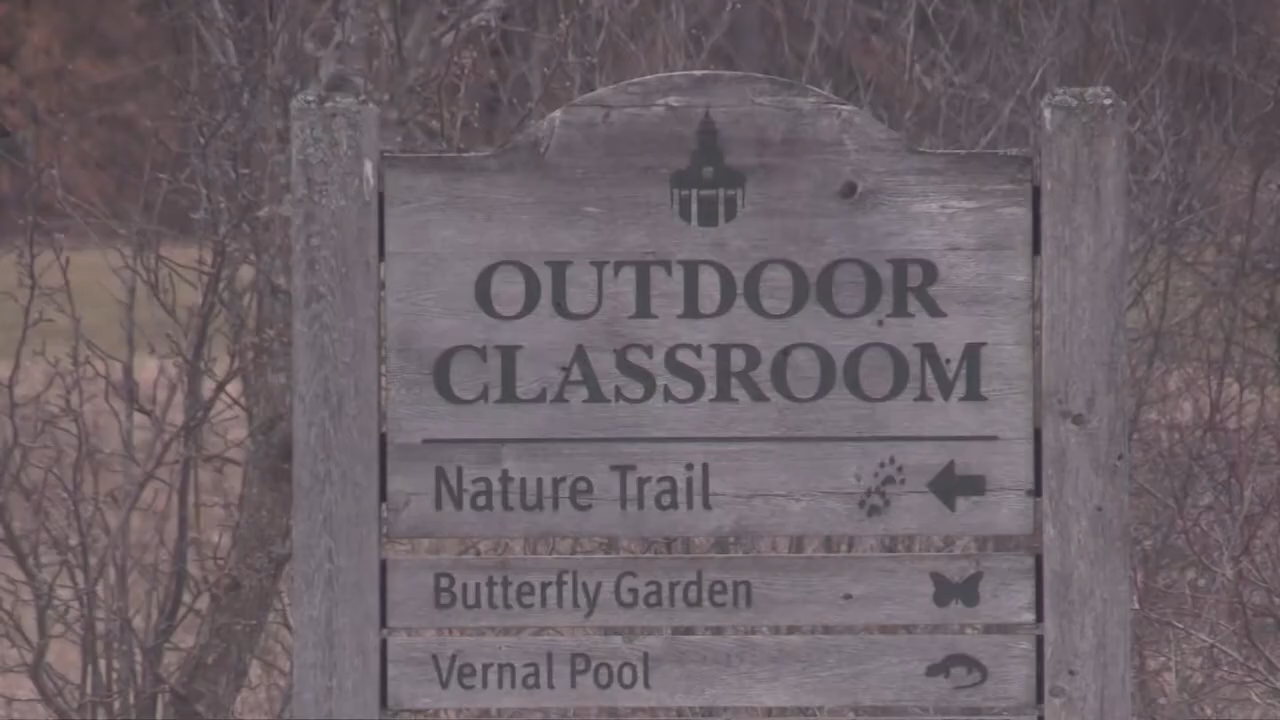 OUTDOOR
CLASSROOM
Nature Trail
Butterfly Garden
Vernal Pool